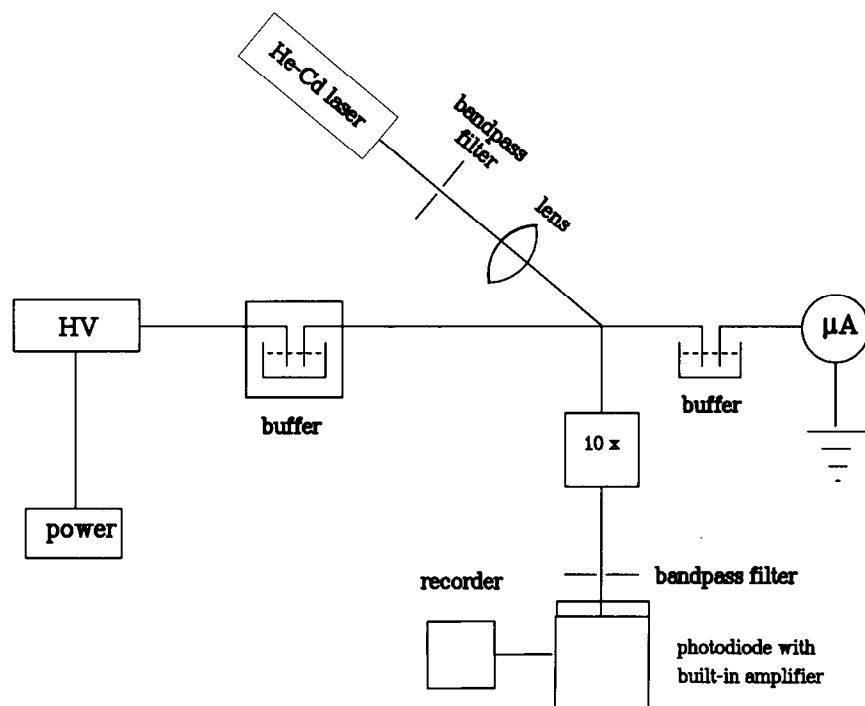 He-Cd laser
bandpass
filter
lens
HV
μA
buffer
buffer
10 x
power
recorder
bandpass filter
photodiode with
built-in amplifier